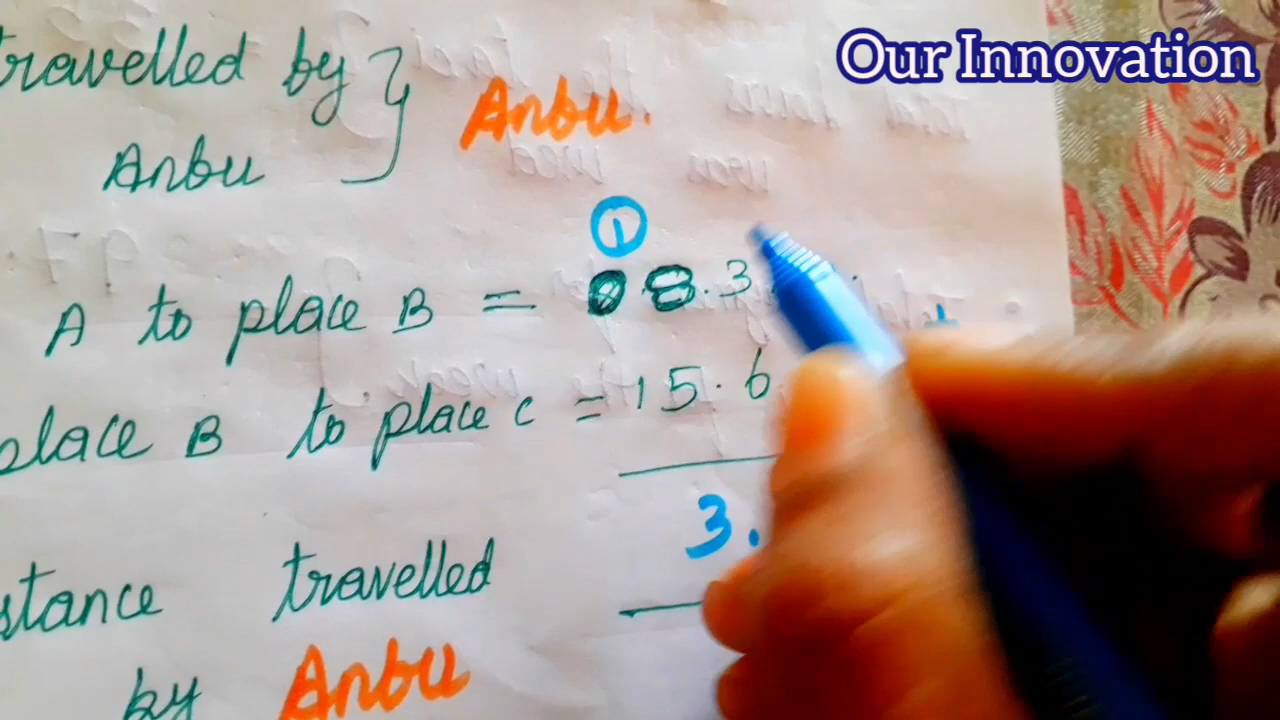 Our Innovation
travelled by } Anbu.
Anbu
1
A to place B = 08.3
place B to place C = 15.6
3.
stance travelled
by Anbu